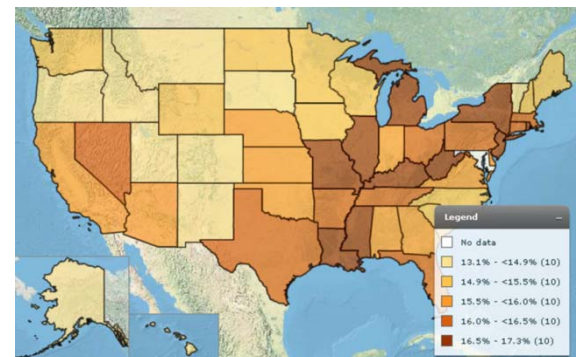 Legend
No data
13.1% - <14.9% (10)
14.9% - <15.5% (10)
15.5% - <16.0% (10)
16.0% - <16.5% (10)
16.5% - 17.3% (10)